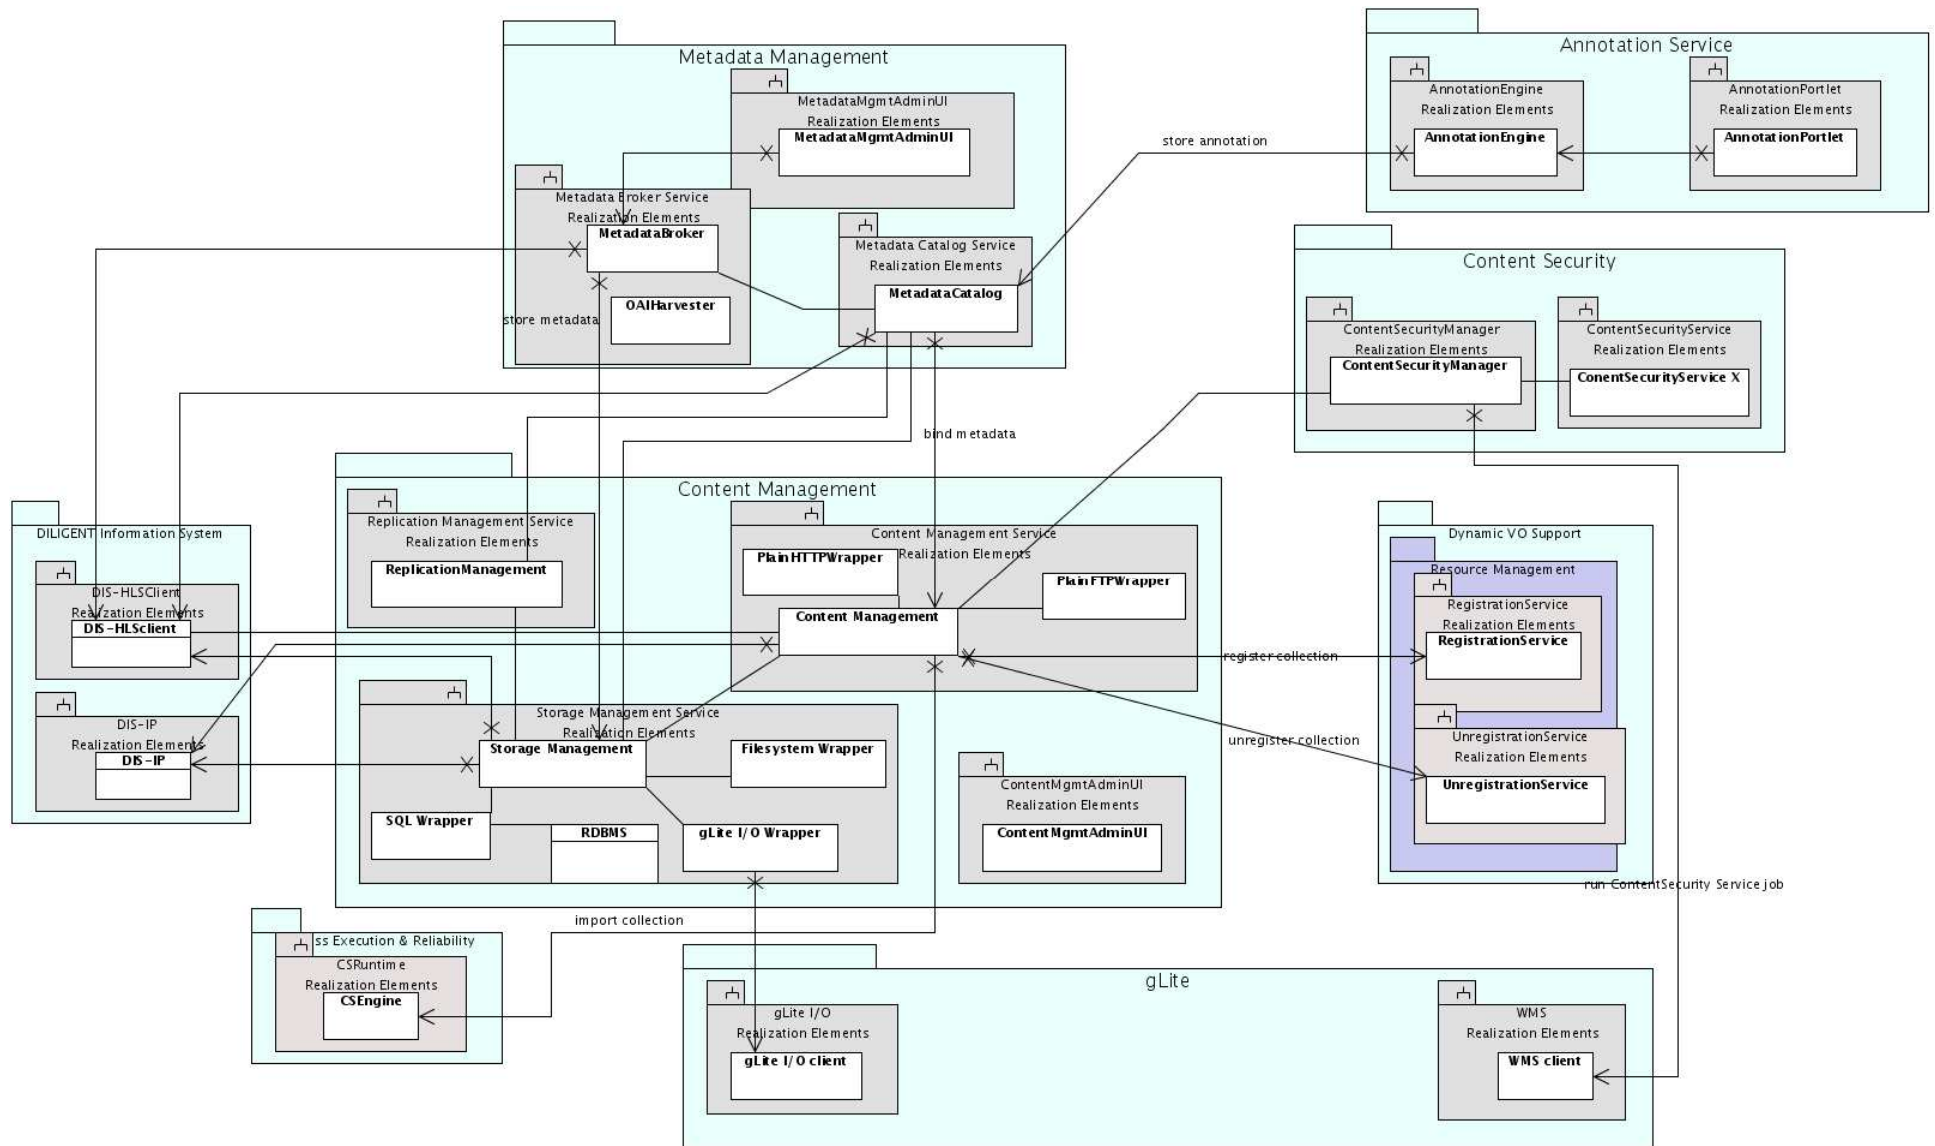 Metadata Management
MetadataMgmtAdminUI
Realization Elements
MetadataMgmtAdminUI
Metadata Broker Service
Realization Elements
MetadataBroker
OAIHarvester
store metadata
Metadata Catalog Service
Realization Elements
MetadataCatalog
bind metadata
store annotation
Annotation Service
AnnotationEngine
Realization Elements
AnnotationEngine
AnnotationPortlet
Realization Elements
AnnotationPortlet
Content Security
ContentSecurityManager
Realization Elements
ContentSecurityManager
ContentSecurityService
Realization Elements
ConentSecurityService X
DILIGENT Information System
DIS-HLSClient
Realization Elements
DIS-HLSclient
DIS-IP
Realization Elements
DIS-IP
Content Management
Replication Management Service
Realization Elements
ReplicationManagement
Content Management Service
Realization Elements
PlainHTTPWrapper
PlainFTPWrapper
Content Management
Storage Management Service
Realization Elements
Storage Management
Filesystem Wrapper
SQL Wrapper
RDBMS
gLite I/O Wrapper
ContentMgmtAdminUI
Realization Elements
ContentMgmtAdminUI
register collection
unregister collection
Dynamic VO Support
Resource Management
RegistrationService
Realization Elements
RegistrationService
UnregistrationService
Realization Elements
UnregistrationService
run ContentSecurity Service job
import collection
ss Execution & Reliability
CSRuntime
Realization Elements
CSEngine
gLite
gLite I/O
Realization Elements
gLite I/O client
WMS
Realization Elements
WMS client